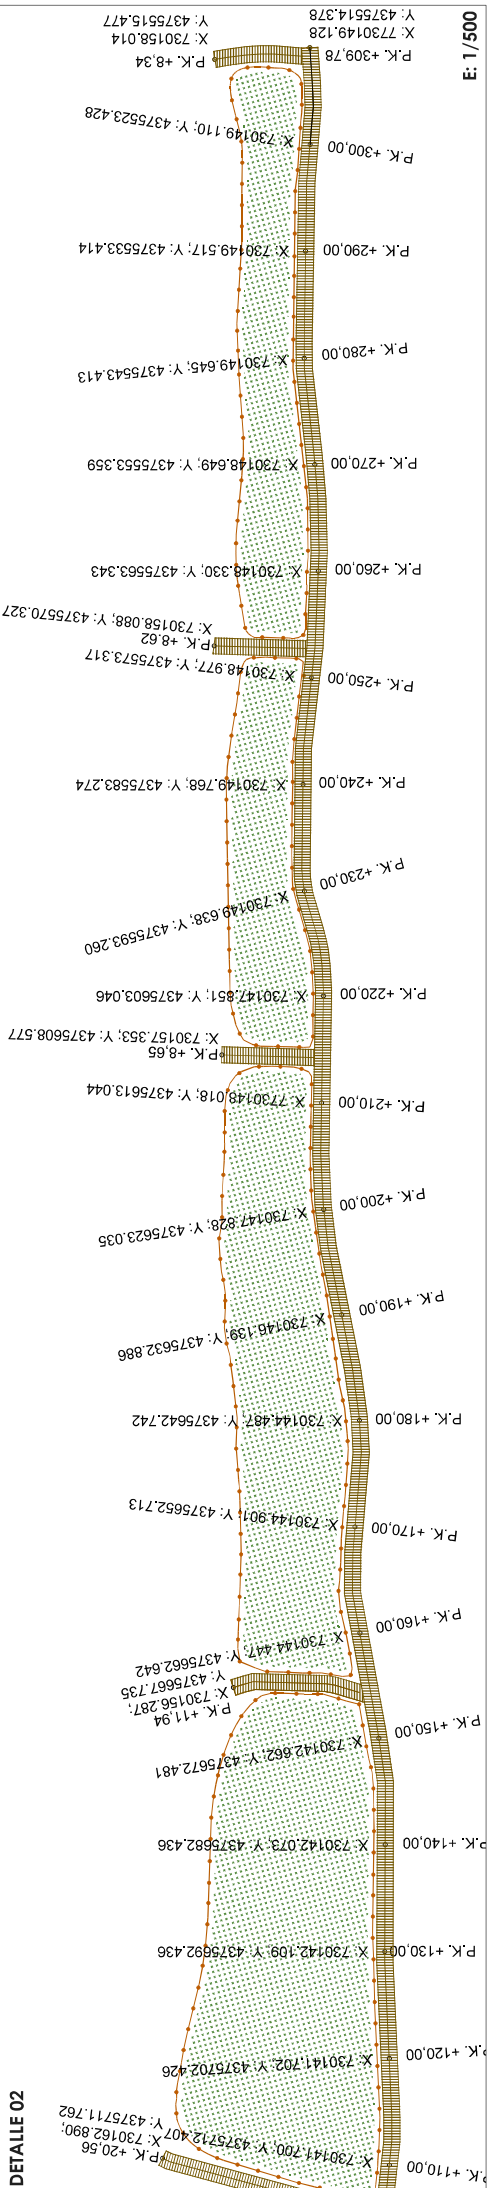 E: 1/500
Y: 4375514.378
X: 7730149.128
P.K. +309,78
Y: 4375515.477
X: 730158.014
P.K. +8,34
X: 730149.110; Y: 4375523.428
P.K. +300,00
X: 730149.517; Y: 4375533.414
P.K. +290,00
X: 730149.645; Y: 4375543.413
P.K. +280,00
X: 730148.649; Y: 4375553.359
P.K. +270,00
X: 730148.330; Y: 4375563.343
P.K. +260,00
X: 730158.088; Y: 4375570.327
P.K. +8.62
X: 730148.977; Y: 4375573.317
P.K. +250,00
X: 730149.768; Y: 4375583.274
P.K. +240,00
X: 730149.638; Y: 4375593.260
P.K. +230,00
X: 730147.851; Y: 4375603.046
P.K. +220,00
X: 730157.353; Y: 4375608.577
P.K. +8,65
X: 7730148.018; Y: 4375613.044
P.K. +210,00
X: 730147.828; Y: 4375623.035
P.K. +200,00
X: 730146.139; Y: 4375632.886
P.K. +190,00
X: 730144.487; Y: 4375642.742
P.K. +180,00
X: 730144.901; Y: 4375652.713
P.K. +170,00
X: 730144.447; Y: 4375662.642
P.K. +160,00
P.K. +11,94
X: 730156.287;
Y: 4375667.735
X: 730142.662; Y: 4375672.481
P.K. +150,00
X: 730142.073; Y: 4375682.436
P.K. +140,00
X: 730142.109; Y: 4375692.436
P.K. +130,00
X: 730141.702; Y: 4375702.426
P.K. +120,00
X: 730141.700; Y: 4375712.407
P.K. +110,00
P.K. +20,56
X: 730162.890;
Y: 4375711.762
DETALLE 02